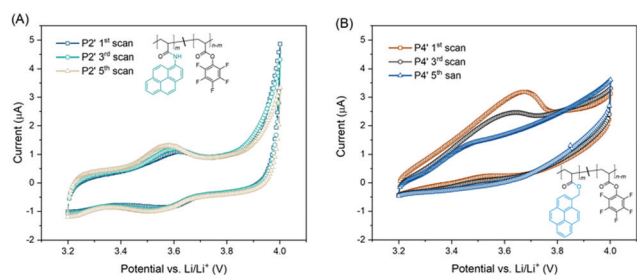 (A)
P2' 1st scan
P2' 3rd scan
P2' 5th scan
m
n-m
O
NH
O
O
F
F
F
F
F
Current (μA)
5
4
3
2
1
0
-1
3.2
3.4
3.6
3.8
4.0
Potential vs. Li/Li+ (V)
(B)
P4' 1st scan
P4' 3rd scan
P4' 5th san
Current (μA)
6
5
4
3
2
1
0
-1
m
n-m
O
O
O
O
F
F
F
F
F
3.2
3.4
3.6
3.8
4.0
Potential vs. Li/Li+ (V)